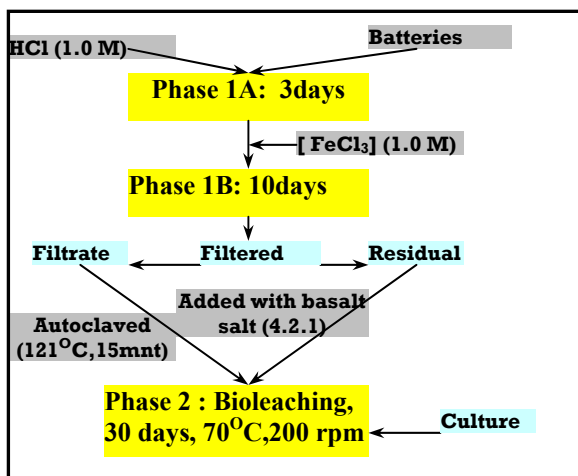 HCl (1.0 M)
Batteries
Phase 1A: 3days
[ FeCl₃] (1.0 M)
Phase 1B: 10days
Filtrate
Filtered
Residual
Added with basalt
salt (4.2.1)
Autoclaved
(121ᴼC,15mnt)
Phase 2 : Bioleaching,
30 days, 70ᴼC,200 rpm
Culture